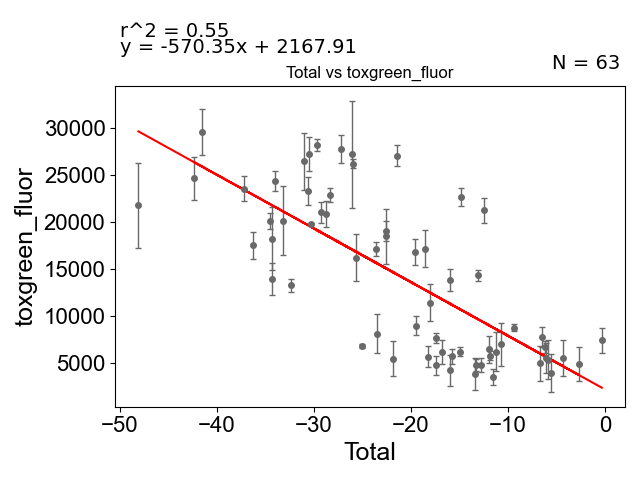 r^2 = 0.55
y = -570.35x + 2167.91
N = 63
Total vs toxgreen_fluor
toxgreen_fluor
30000
25000
20000
15000
10000
5000
−50 −40 −30 −20 −10 0
Total